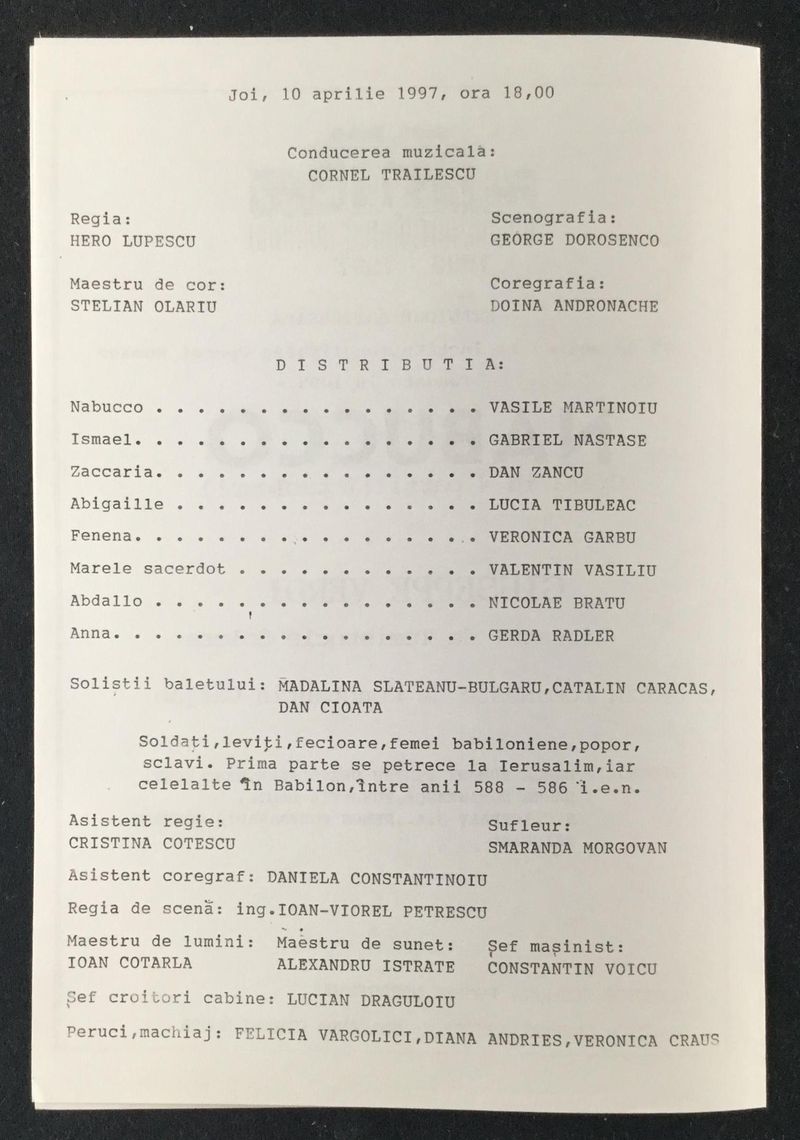 Joi, 10 aprilie 1997, ora 18,00
Conducerea muzicală:
CORNEL TRAILESCU
Regia:
HERO LUPESCU
Scenografia:
GEORGE DOROSENCO
Maestru de cor:
STELIAN OLARIU
Coregrafia:
DOINA ANDRONACHE
D I S T R I B U T I A:
Nabucco . . . . . . . . . . . . . . . . VASILE MARTINOIU
Ismael. . . . . . . . . . . . . . . . . GABRIEL NASTASE
Zaccaria. . . . . . . . . . . . . . . . DAN ZANCU
Abigaille . . . . . . . . . . . . . . . LUCIA TIBULEAC
Fenena. . . . . . . . . . . . . . . . . VERONICA GARBU
Marele sacerdot . . . . . . . . . . . . VALENTIN VASILIU
Abdallo . . . . . . . . . . . . . . . . NICOLAE BRATU
Anna. . . . . . . . . . . . . . . . . . GERDA RADLER
Soliștii baletului: MADALINA SLATEANU-BULGARU,CATALIN CARACAS,
DAN CIOATA
Soldați,leviți,fecioare,femei babiloniene,popor,
sclavi. Prima parte se petrece la Ierusalim,iar
celelalte în Babilon,între anii 588 - 586 î.e.n.
Asistent regie:
CRISTINA COTESCU
Sufleur:
SMARANDA MORGOVAN
Asistent coregraf: DANIELA CONSTANTINOIU
Regia de scenă: ing.IOAN-VIOREL PETRESCU
Maestru de lumini:
IOAN COTARLA
Maestru de sunet:
ALEXANDRU ISTRATE
Șef mașinist:
CONSTANTIN VOICU
Șef croitori cabine: LUCIAN DRAGULOIU
Peruci,machiaj: FELICIA VARGOLICI,DIANA ANDRIES,VERONICA CRAUS